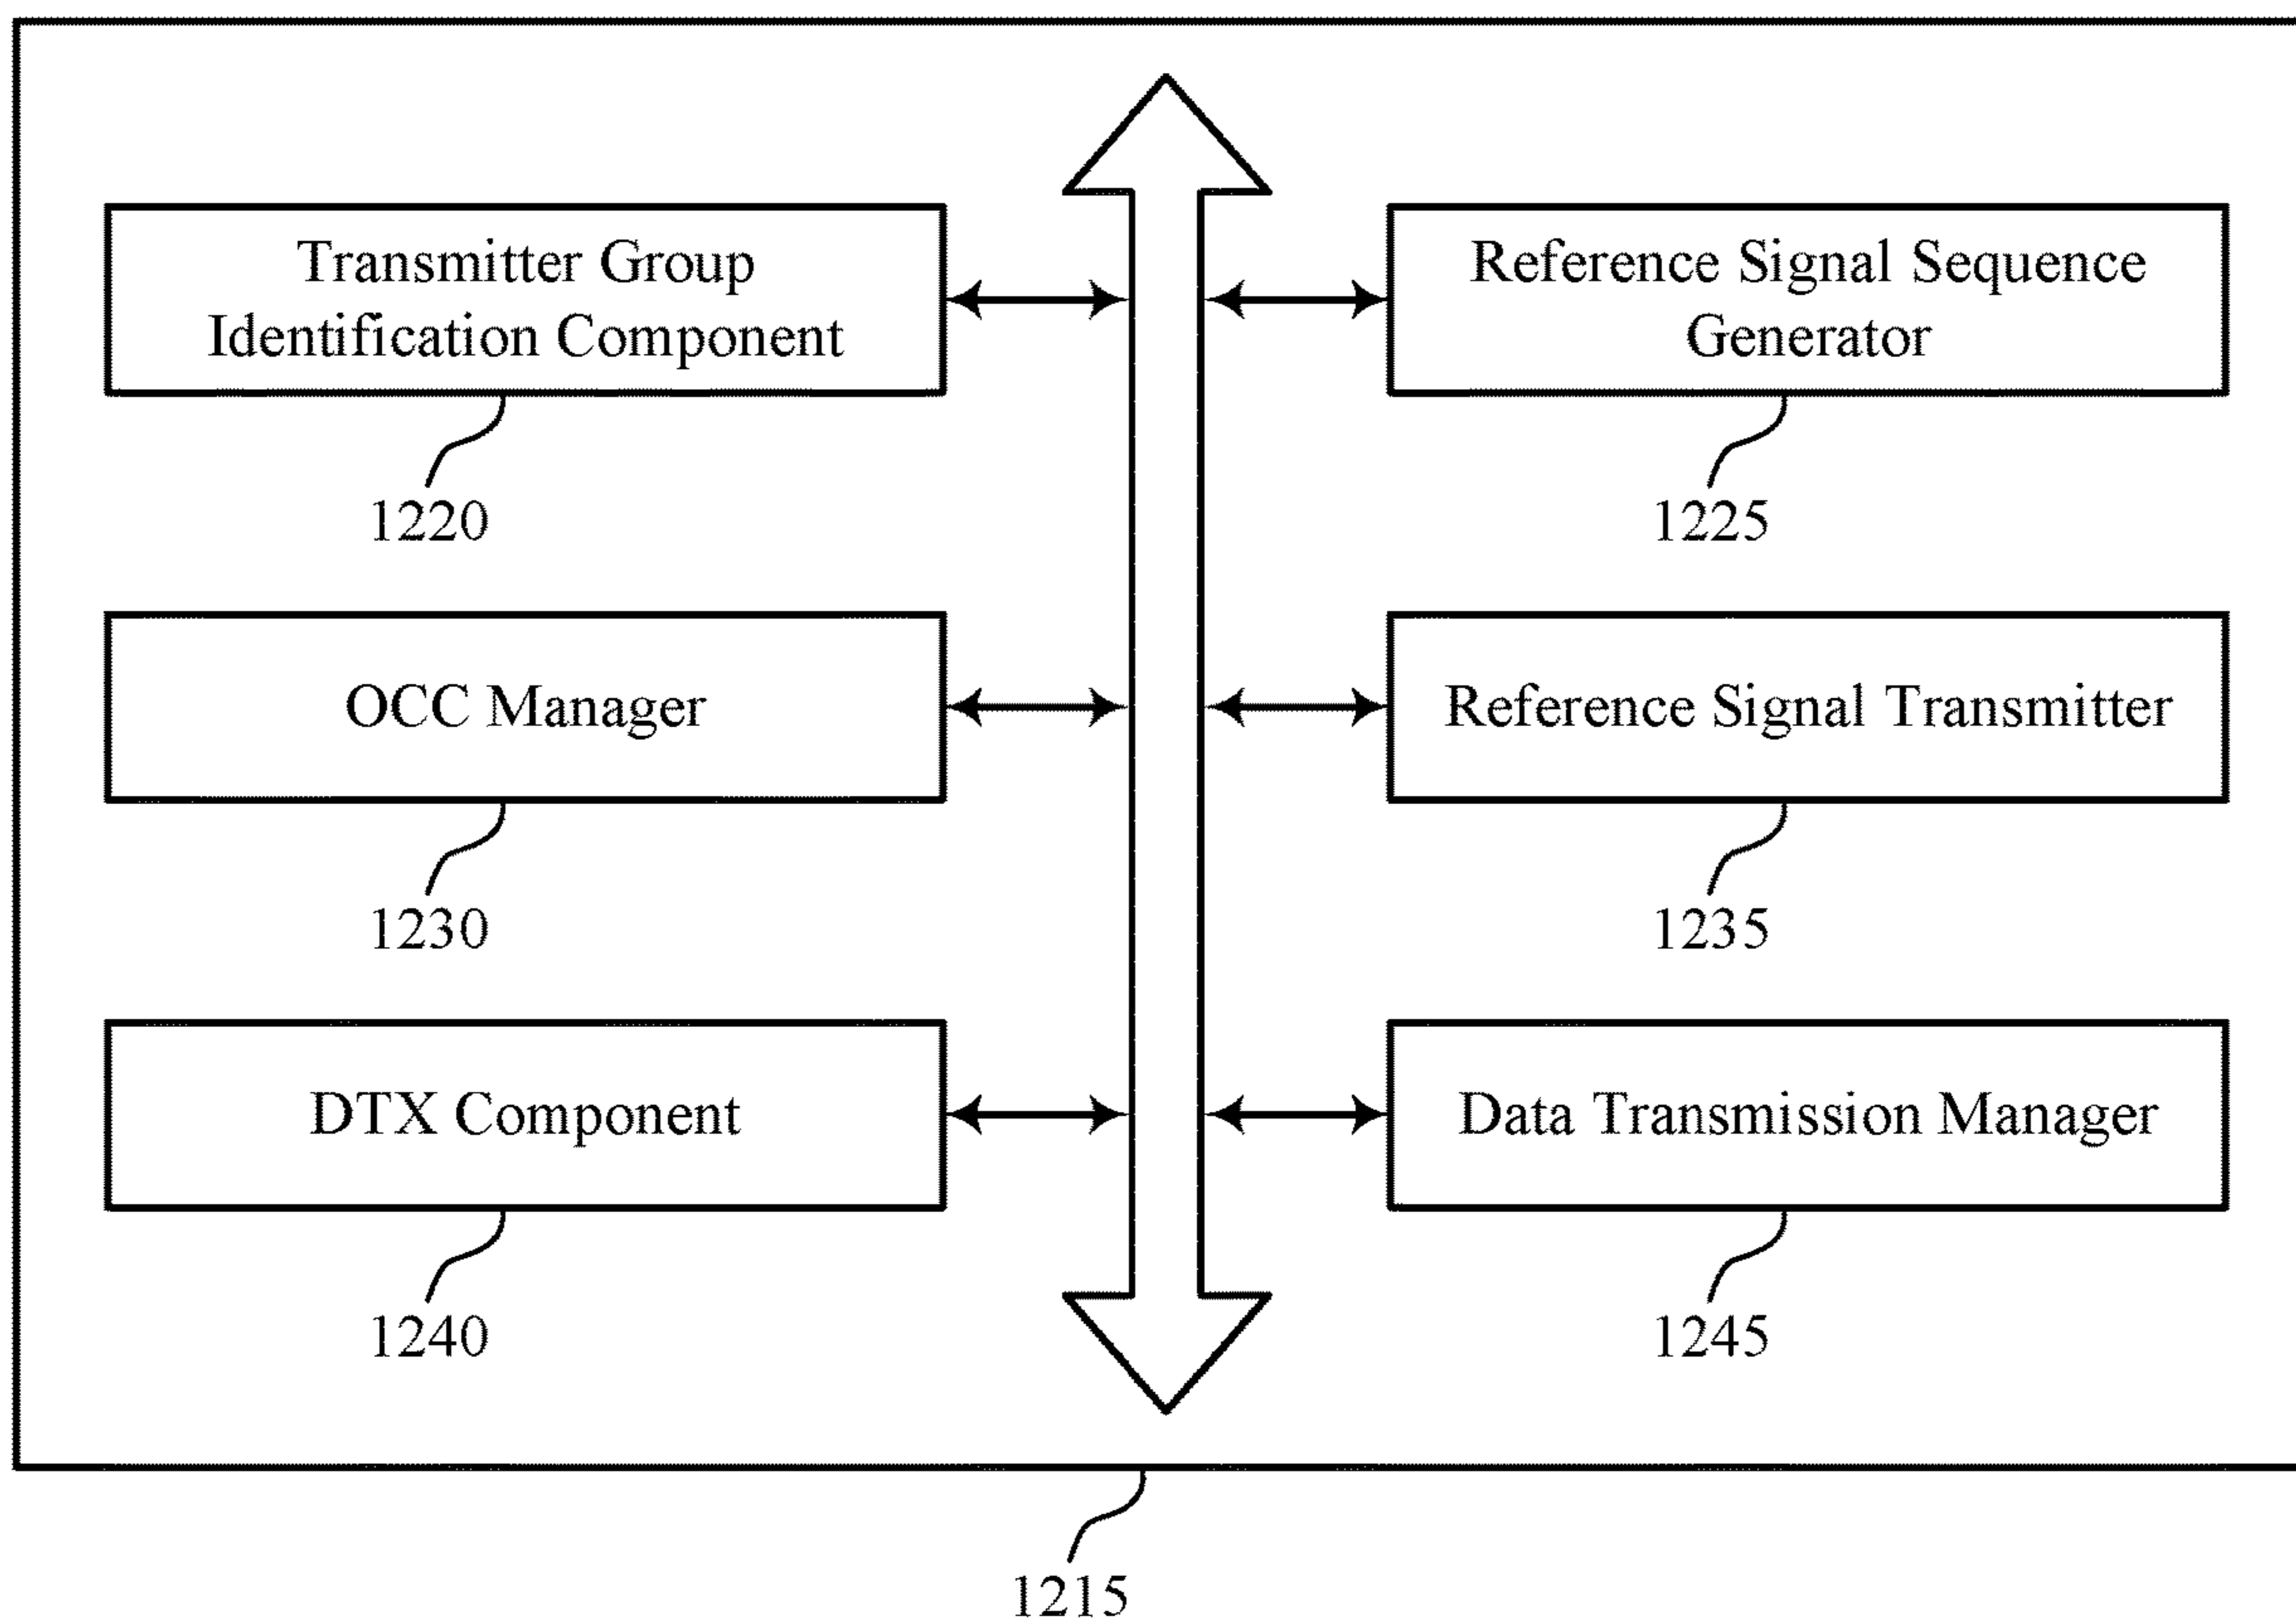 Transmitter Group
Identification Component
1220
Reference Signal Sequence
Generator
1225
OCC Manager
1230
Reference Signal Transmitter
1235
DTX Component
1240
Data Transmission Manager
1245
1215